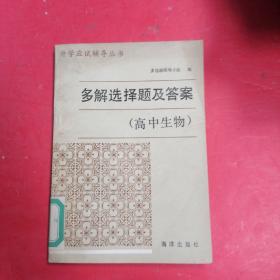 升学应试辅导丛书
多解选择题及答案
(高中生物)
海洋出版社